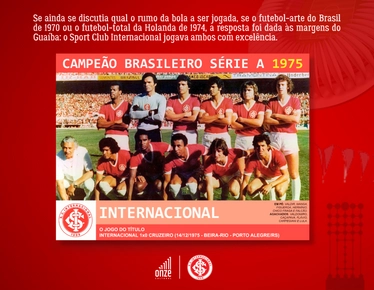 Se ainda se discutia qual o rumo da bola a ser jogada, se o futebol-arte do Brasil
de 1970 ou o futebol-total da Holanda de 1974, a resposta foi dada às margens do
Guaíba: o Sport Club Internacional jogava ambos com excelência.
CAMPEÃO BRASILEIRO SÉRIE A 1975
INTERNACIONAL
O JOGO DO TÍTULO
INTERNACIONAL 1x0 CRUZEIRO (14/12/1975 - BEIRA-RIO - PORTO ALEGRE/RS)
onze